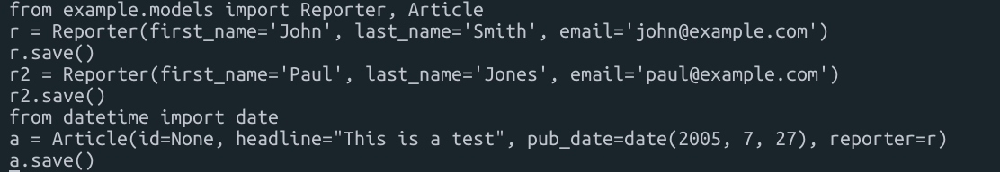 from example.models import Reporter, Article
r = Reporter(first_name='John', last_name='Smith', email='john@example.com')
r.save()
r2 = Reporter(first_name='Paul', last_name='Jones', email='paul@example.com')
r2.save()
from datetime import date
a = Article(id=None, headline="This is a test", pub_date=date(2005, 7, 27), reporter=r)
a.save()